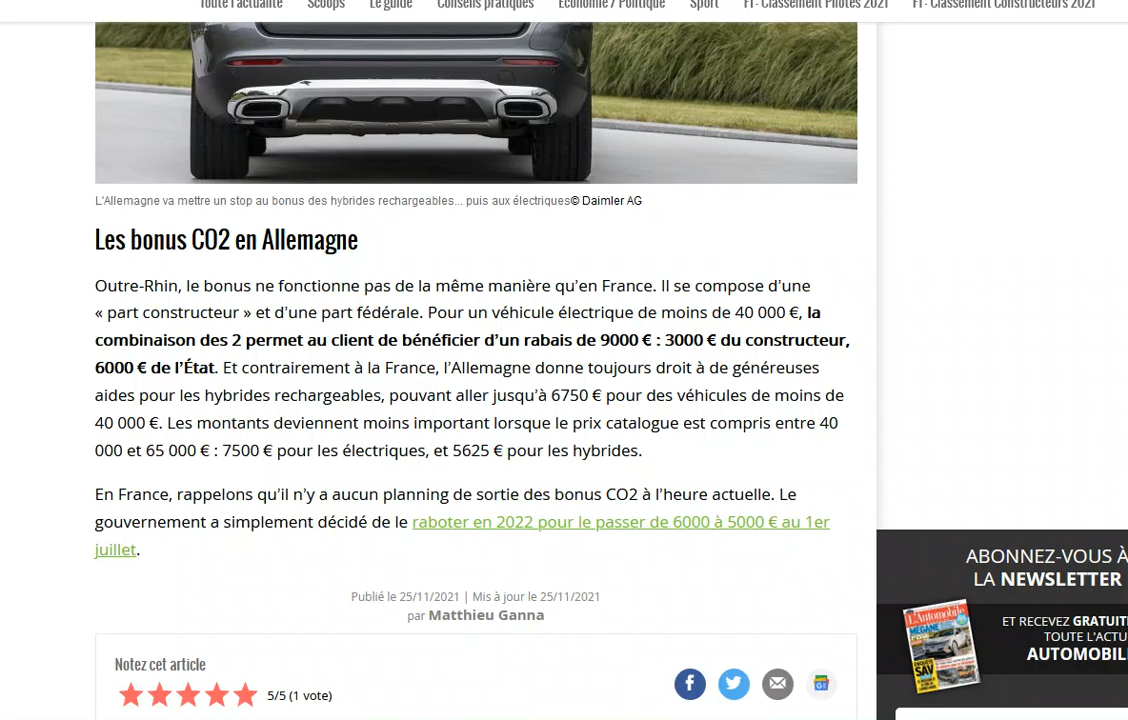 Toute l'actualité Scoops Le guide Conseils pratiques Economie / Politique Sport F1 : Classement Pilotes 2021 F1 : Classement Constructeurs 2021
L'Allemagne va mettre un stop au bonus des hybrides rechargeables... puis aux électriques© Daimler AG
Les bonus CO2 en Allemagne
Outre-Rhin, le bonus ne fonctionne pas de la même manière qu’en France. Il se compose d’une
« part constructeur » et d’une part fédérale. Pour un véhicule électrique de moins de 40 000 €, la
combinaison des 2 permet au client de bénéficier d’un rabais de 9000 € : 3000 € du constructeur,
6000 € de l’État. Et contrairement à la France, l’Allemagne donne toujours droit à de généreuses
aides pour les hybrides rechargeables, pouvant aller jusqu’à 6750 € pour des véhicules de moins de
40 000 €. Les montants deviennent moins important lorsque le prix catalogue est compris entre 40
000 et 65 000 € : 7500 € pour les électriques, et 5625 € pour les hybrides.
En France, rappelons qu’il n’y a aucun planning de sortie des bonus CO2 à l’heure actuelle. Le
gouvernement a simplement décidé de le raboter en 2022 pour le passer de 6000 à 5000 € au 1er
juillet.
Publié le 25/11/2021 | Mis à jour le 25/11/2021
par Matthieu Ganna
Notez cet article
5/5 (1 vote)
ABONNEZ-VOUS À
LA NEWSLETTER
ET RECEVEZ GRATUIT
TOUTE L'ACTU
AUTOMOBIL
L'Automobile
MEGANE
ENQUÊTE
SAV